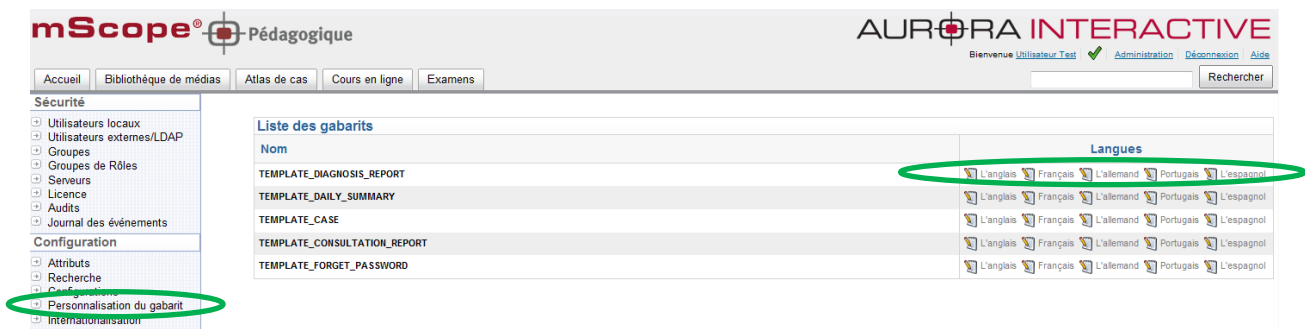 mScope® Pédagogique
AURORA INTERACTIVE
Bienvenue Utilisateur Test Administration Déconnexion Aide
Accueil Bibliothèque de médias Atlas de cas Cours en ligne Examens Rechercher
Sécurité
Utilisateurs locaux
Utilisateurs externes/LDAP
Groupes
Groupes de Rôles
Serveurs
Licence
Audits
Journal des événements
Configuration
Attributs
Recherche
Configurations
Personnalisation du gabarit
Internationalisation
Liste des gabarits
Nom Langues
TEMPLATE_DIAGNOSIS_REPORT L'anglais Français L'allemand Portugais L'espagnol
TEMPLATE_DAILY_SUMMARY L'anglais Français L'allemand Portugais L'espagnol
TEMPLATE_CASE L'anglais Français L'allemand Portugais L'espagnol
TEMPLATE_CONSULTATION_REPORT L'anglais Français L'allemand Portugais L'espagnol
TEMPLATE_FORGET_PASSWORD L'anglais Français L'allemand Portugais L'espagnol